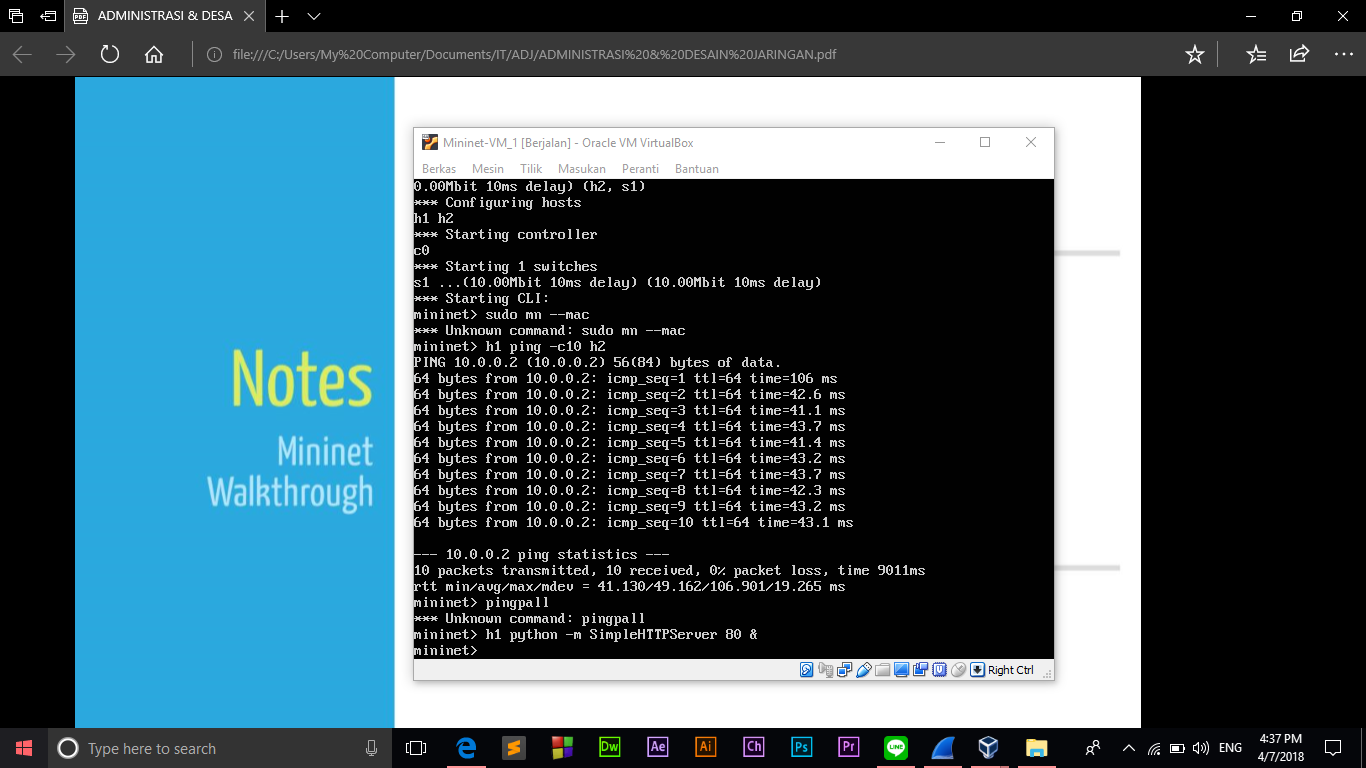 ADMINISTRASI & DESA
file:///C:/Users/My%20Computer/Documents/IT/ADJ/ADMINISTRASI%20&%20DESAIN%20JARINGAN.pdf
Notes
Mininet
Walkthrough
Mininet-VM_1 [Berjalan] - Oracle VM VirtualBox
Berkas Mesin Tilik Masukan Peranti Bantuan
0.00Mbit 10ms delay) (h2, s1)
*** Configuring hosts
h1 h2
*** Starting controller
c0
*** Starting 1 switches
s1 ...(10.00Mbit 10ms delay) (10.00Mbit 10ms delay)
*** Starting CLI:
mininet> sudo mn --mac
*** Unknown command: sudo mn --mac
mininet> h1 ping -c10 h2
PING 10.0.0.2 (10.0.0.2) 56(84) bytes of data.
64 bytes from 10.0.0.2: icmp_seq=1 ttl=64 time=106 ms
64 bytes from 10.0.0.2: icmp_seq=2 ttl=64 time=42.6 ms
64 bytes from 10.0.0.2: icmp_seq=3 ttl=64 time=41.1 ms
64 bytes from 10.0.0.2: icmp_seq=4 ttl=64 time=43.7 ms
64 bytes from 10.0.0.2: icmp_seq=5 ttl=64 time=41.4 ms
64 bytes from 10.0.0.2: icmp_seq=6 ttl=64 time=43.2 ms
64 bytes from 10.0.0.2: icmp_seq=7 ttl=64 time=43.7 ms
64 bytes from 10.0.0.2: icmp_seq=8 ttl=64 time=42.3 ms
64 bytes from 10.0.0.2: icmp_seq=9 ttl=64 time=43.2 ms
64 bytes from 10.0.0.2: icmp_seq=10 ttl=64 time=43.1 ms
--- 10.0.0.2 ping statistics ---
10 packets transmitted, 10 received, 0% packet loss, time 9011ms
rtt min/avg/max/mdev = 41.130/49.162/106.901/19.265 ms
mininet> pingpall
*** Unknown command: pingpall
mininet> h1 python -m SimpleHTTPServer 80 &
mininet>
Right Ctrl
Type here to search
Dw Ae Ai Ch Ps Pr LINE
ENG
4:37 PM
4/7/2018